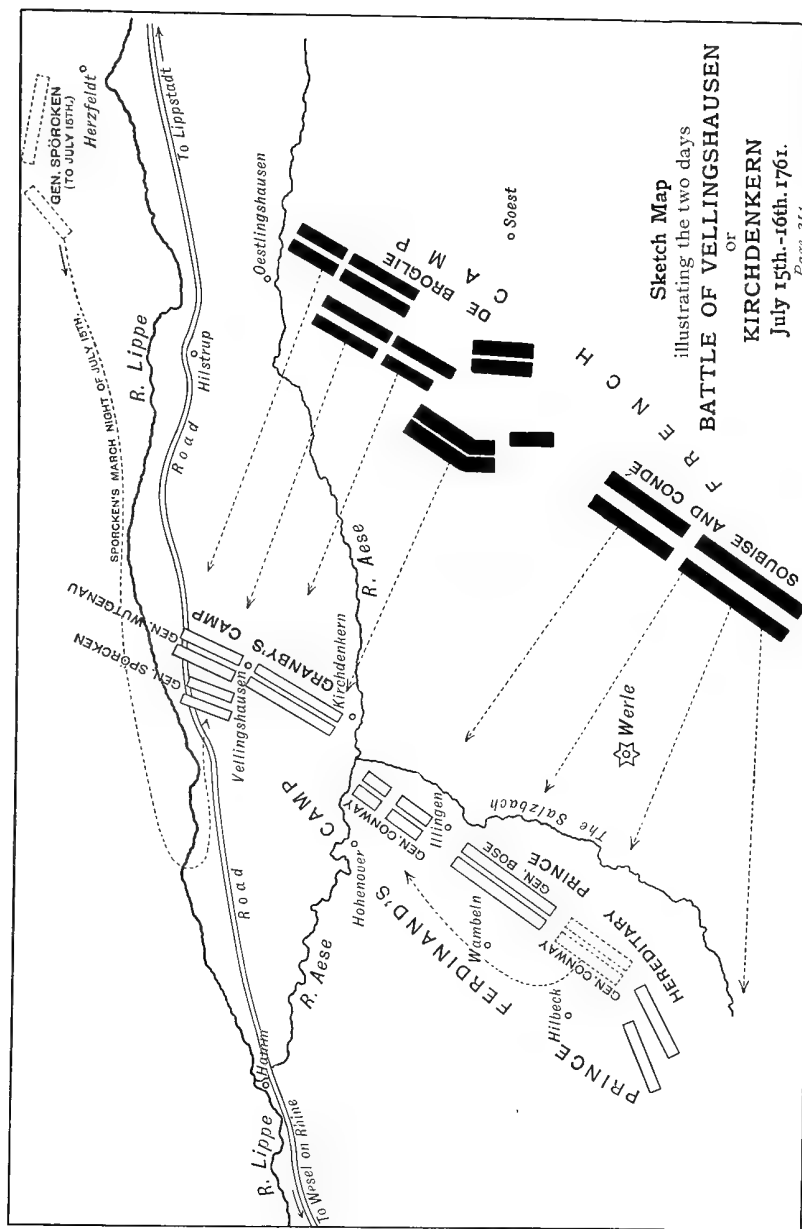 GEN. SPÖRCKEN
(TO JULY 15TH.)
Herzfeldt
To Lippstadt
SPORCKEN'S MARCH NIGHT OF JULY 15TH.
R. Lippe
Hilstrup
Road
Oestlingshausen
Soest
DE BROGLIE
CAMP
FRENCH
SOUBISE AND CONDÉ
GEN. WUTGENAU
GEN. SPÖRCKEN
Vellingshausen
GRANBY'S CAMP
Kirchdenkern
R. Aese
Werle
The Salzbach
Road
Hohenover
CAMP
GEN. CONWAY
Illingen
GEN. BOSE
PRINCE
Wambeln
FERDINAND'S
GEN. CONWAY
HEREDITARY
Hilbeck
PRINCE
R. Aese
Hamm
R. Lippe
To Wesel on Rhine
Sketch Map
illustrating the two days
BATTLE OF VELLINGSHAUSEN
or
KIRCHDENKERN
July 15th.-16th. 1761.